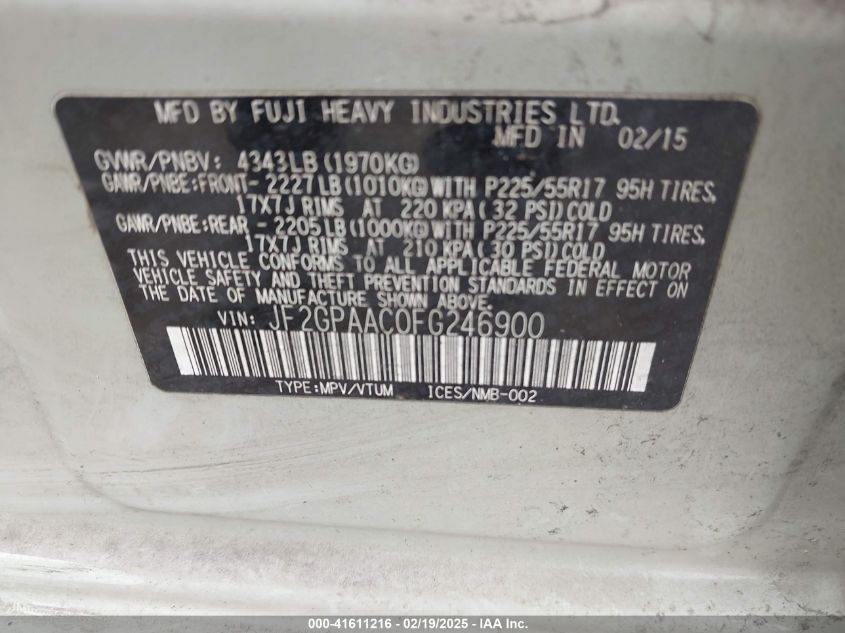 MFD BY FUJI HEAVY INDUSTRIES LTD.
MFD IN 02/15
GVWR/PNBV: 4343LB(1970KG)
GAWR/PNBE:FRONT-2227LB(1010KG)WITH P225/55R17 95H TIRES,
17X7J RIMS AT 220 KPA(32 PSI)COLD
GAWR/PNBE:REAR -2205LB(1000KG)WITH P225/55R17 95H TIRES,
17X7J RIMS AT 210 KPA(30 PSI)COLD
THIS VEHICLE CONFORMS TO ALL APPLICABLE FEDERAL MOTOR
VEHICLE SAFETY AND THEFT PREVENTION STANDARDS IN EFFECT ON
THE DATE OF MANUFACTURE SHOWN ABOVE.
VIN: JF2GPAAC0FG246900
TYPE:MPV/VTUM ICES/NMB-002
000-41611216 - 02/19/2025 - IAA Inc.